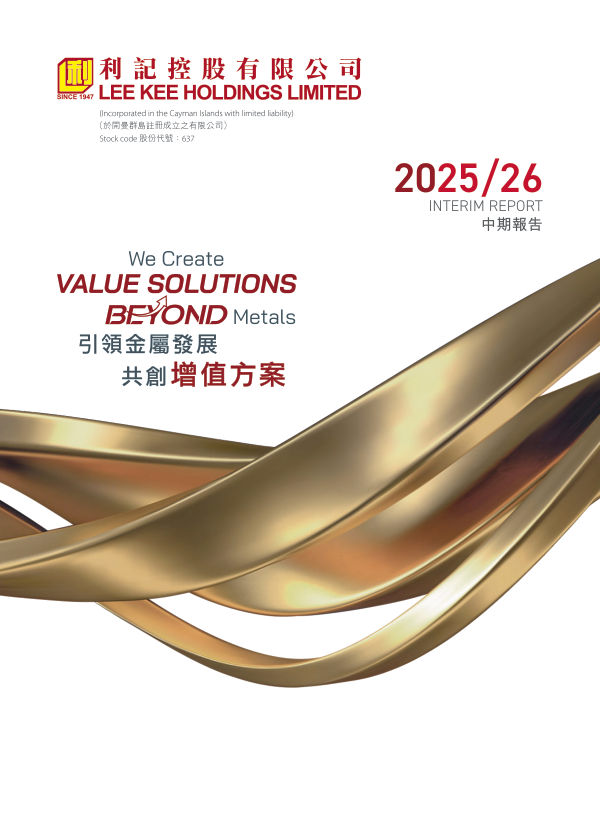 利
SINCE 1947
利記控股有限公司
LEE KEE HOLDINGS LIMITED
(Incorporated in the Cayman Islands with limited liability)
(於開曼群島註冊成立之有限公司)
Stock code 股份代號：637
2025/26
INTERIM REPORT
中期報告
We Create
VALUE SOLUTIONS
BEYOND Metals
引領金屬發展
共創增值方案